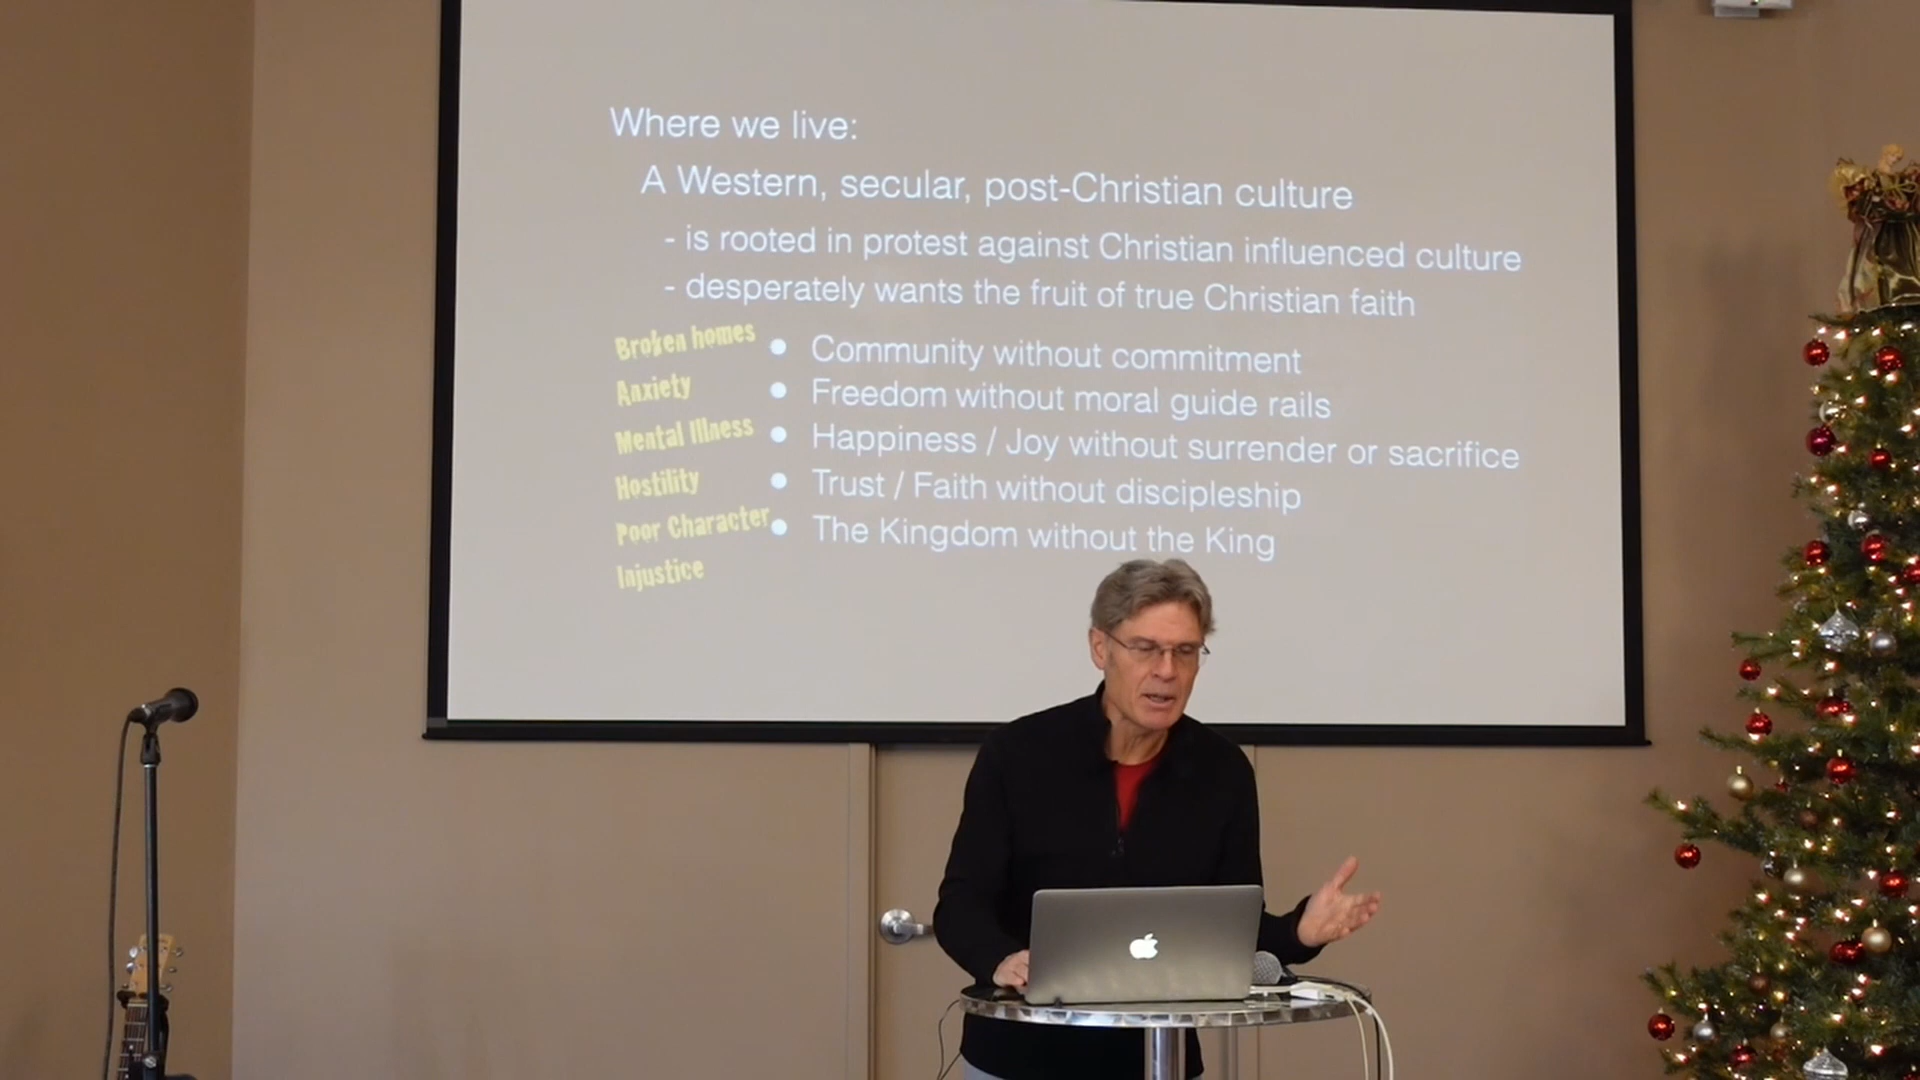 Where we live:
A Western, secular, post-Christian culture
- is rooted in protest against Christian influenced culture
- desperately wants the fruit of true Christian faith
Broken homes
• Community without commitment
Anxiety
• Freedom without moral guide rails
Mental Illness
• Happiness / Joy without surrender or sacrifice
Hostility
• Trust / Faith without discipleship
Poor Character
• The Kingdom without the King
Injustice